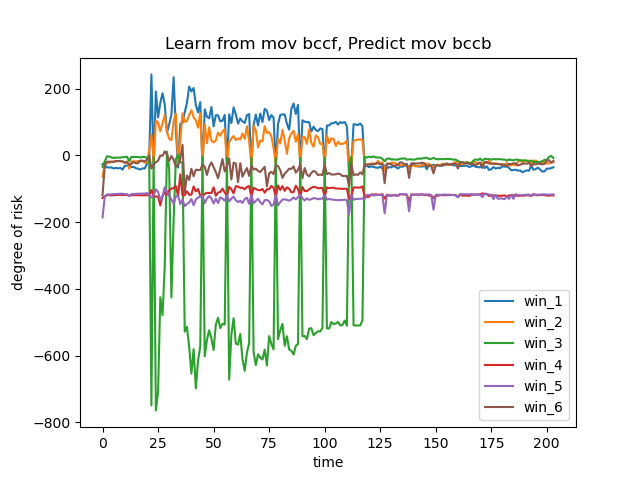 Learn from mov bccf, Predict mov bccb
degree of risk
200
0
−200
−400
−600
−800
0
25
50
75
100
125
150
175
200
time
win_1
win_2
win_3
win_4
win_5
win_6